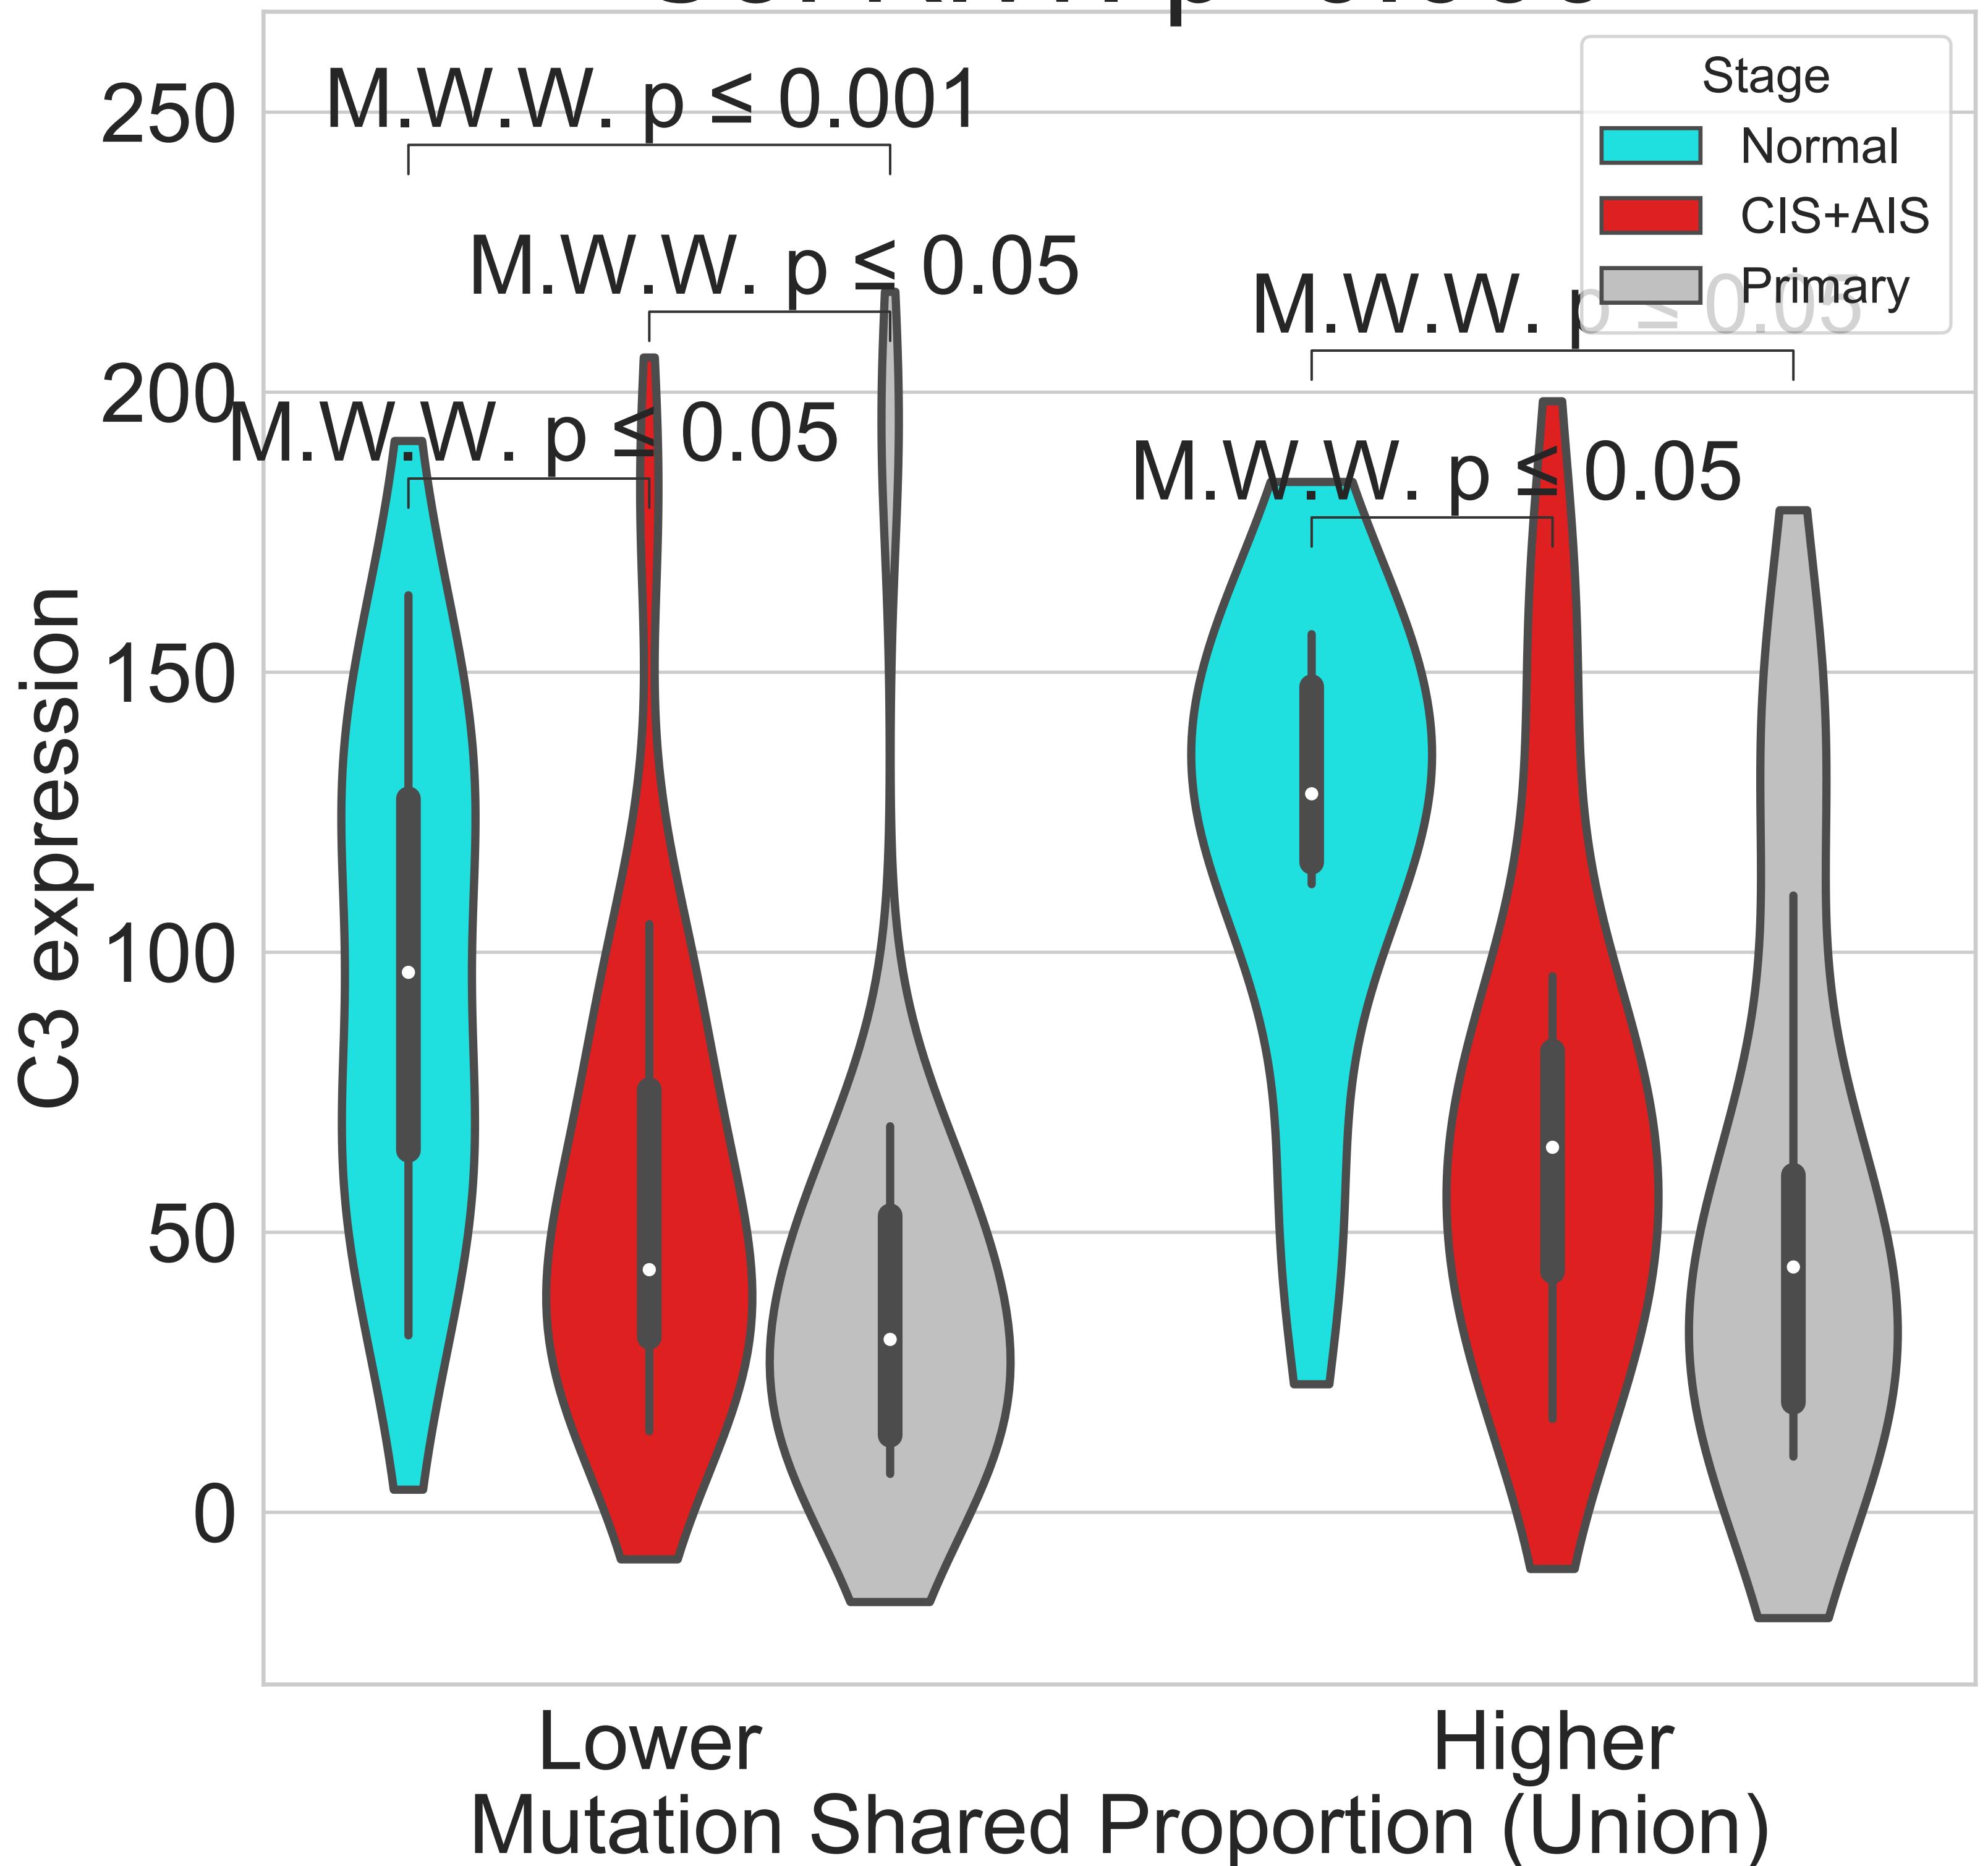 M.W.W. p ≤ 0.001
M.W.W. p ≤ 0.05
M.W.W. p ≤ 0.05
M.W.W. p ≤ 0.05
M.W.W. p ≤ 0.05
Stage
Normal
CIS+AIS
Primary
C3 expression
250
200
150
100
50
0
Lower
Higher
Mutation Shared Proportion (Union)